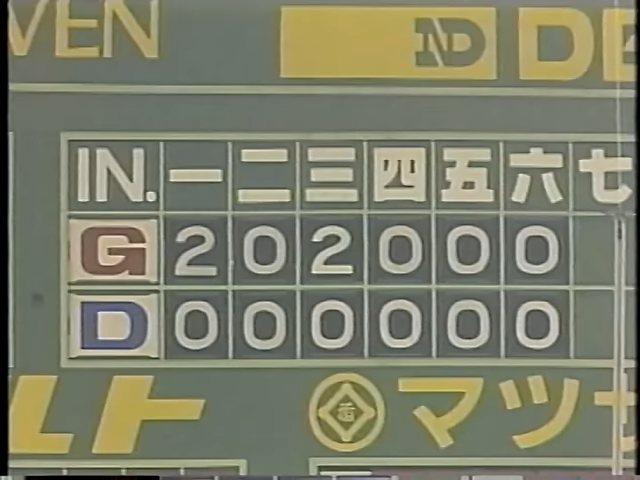 VEN ND D
IN. 一 二 三 四 五 六 七
G 2 0 2 0 0 0
D 0 0 0 0 0 0
ルト マツ